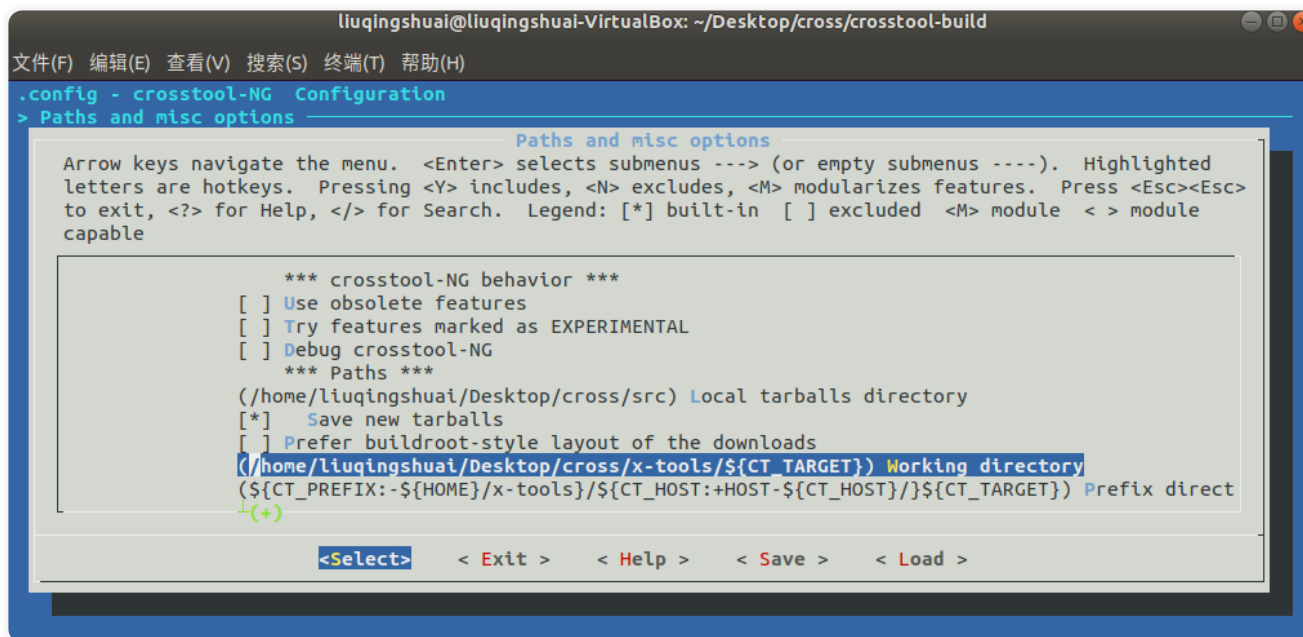 liuqingshuai@liuqingshuai-VirtualBox: ~/Desktop/cross/crosstool-build
文件(F) 编辑(E) 查看(V) 搜索(S) 终端(T) 帮助(H)
.config - crosstool-NG  Configuration
> Paths and misc options
Paths and misc options
Arrow keys navigate the menu.  <Enter> selects submenus ---> (or empty submenus ----).  Highlighted
letters are hotkeys.  Pressing <Y> includes, <N> excludes, <M> modularizes features.  Press <Esc><Esc>
to exit, <?> for Help, </> for Search.  Legend: [*] built-in  [ ] excluded  <M> module  < > module
capable
*** crosstool-NG behavior ***
[ ] Use obsolete features
[ ] Try features marked as EXPERIMENTAL
[ ] Debug crosstool-NG
*** Paths ***
(/home/liuqingshuai/Desktop/cross/src) Local tarballs directory
[*]   Save new tarballs
[ ] Prefer buildroot-style layout of the downloads
(/home/liuqingshuai/Desktop/cross/x-tools/${CT_TARGET}) Working directory
(${CT_PREFIX:-${HOME}/x-tools}/${CT_HOST:+HOST-${CT_HOST}/}${CT_TARGET}) Prefix direct
(+)
<Select>    < Exit >    < Help >    < Save >    < Load >